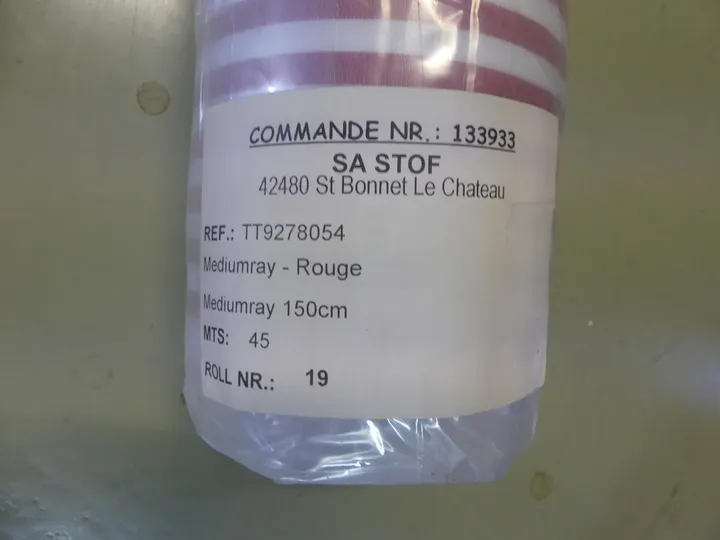 COMMANDE NR.: 133933
SA STOF
42480 St Bonnet Le Chateau
REF.: TT9278054
Mediumray - Rouge
Mediumray 150cm
MTS: 45
ROLL NR.: 19